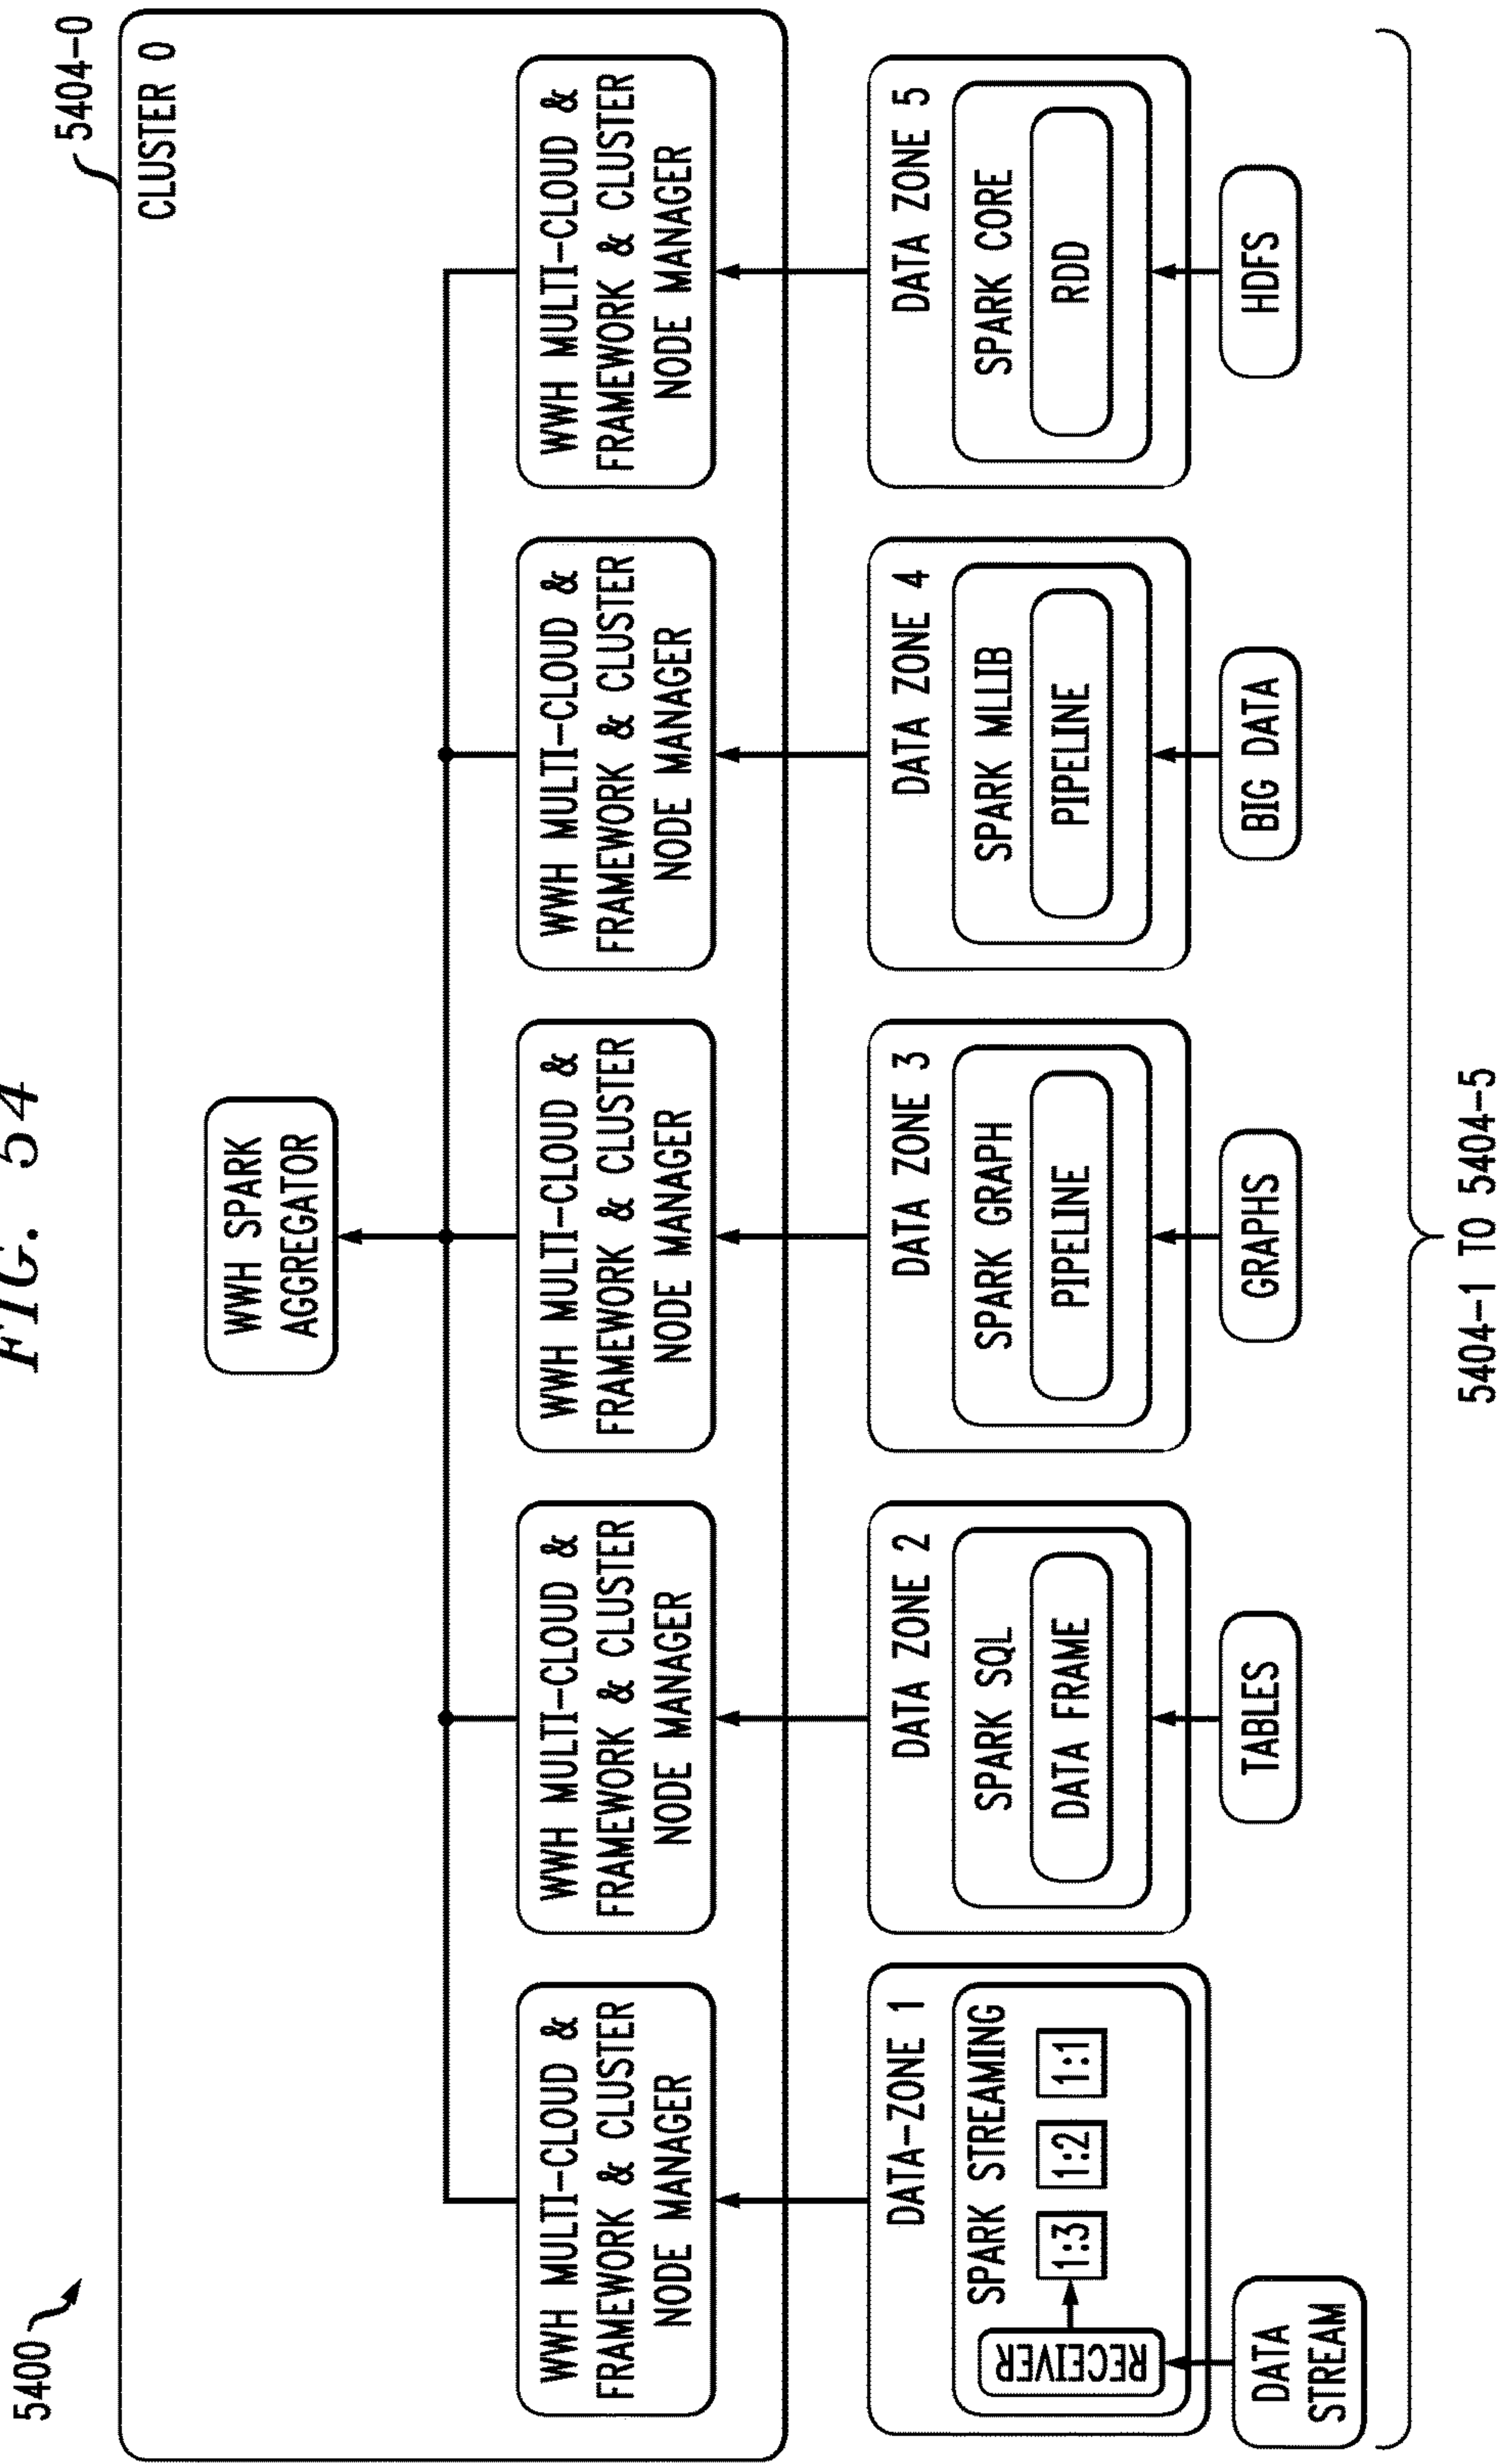 FIG. 54
5400
5404-0
CLUSTER 0
WWH SPARK
AGGREGATOR
WWH MULTI-CLOUD &
FRAMEWORK & CLUSTER
NODE MANAGER
WWH MULTI-CLOUD &
FRAMEWORK & CLUSTER
NODE MANAGER
WWH MULTI-CLOUD &
FRAMEWORK & CLUSTER
NODE MANAGER
WWH MULTI-CLOUD &
FRAMEWORK & CLUSTER
NODE MANAGER
WWH MULTI-CLOUD &
FRAMEWORK & CLUSTER
NODE MANAGER
DATA-ZONE 1
SPARK STREAMING
RECEIVER
1:3
1:2
1:1
DATA
STREAM
DATA ZONE 2
SPARK SQL
DATA FRAME
TABLES
DATA ZONE 3
SPARK GRAPH
PIPELINE
GRAPHS
DATA ZONE 4
SPARK MLLIB
PIPELINE
BIG DATA
DATA ZONE 5
SPARK CORE
RDD
HDFS
5404-1 TO 5404-5